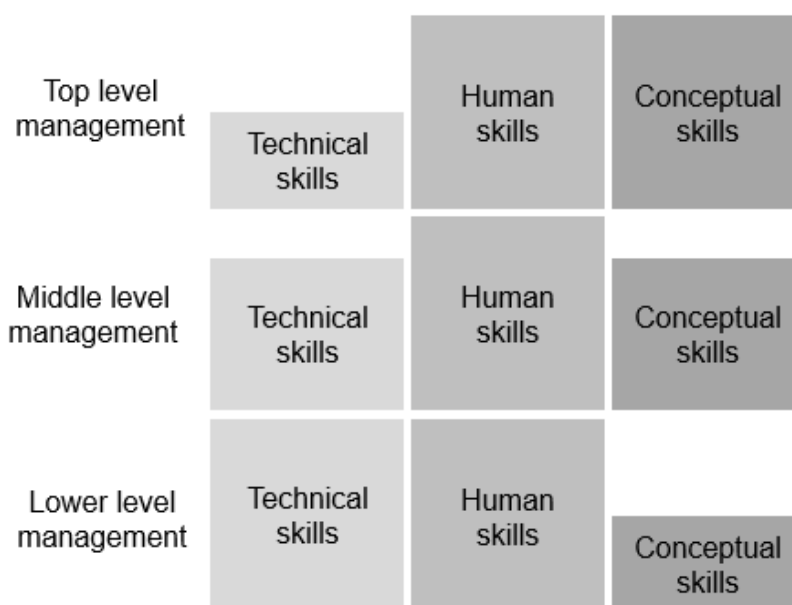 Top level
management
Technical
skills
Human
skills
Conceptual
skills
Middle level
management
Technical
skills
Human
skills
Conceptual
skills
Lower level
management
Technical
skills
Human
skills
Conceptual
skills